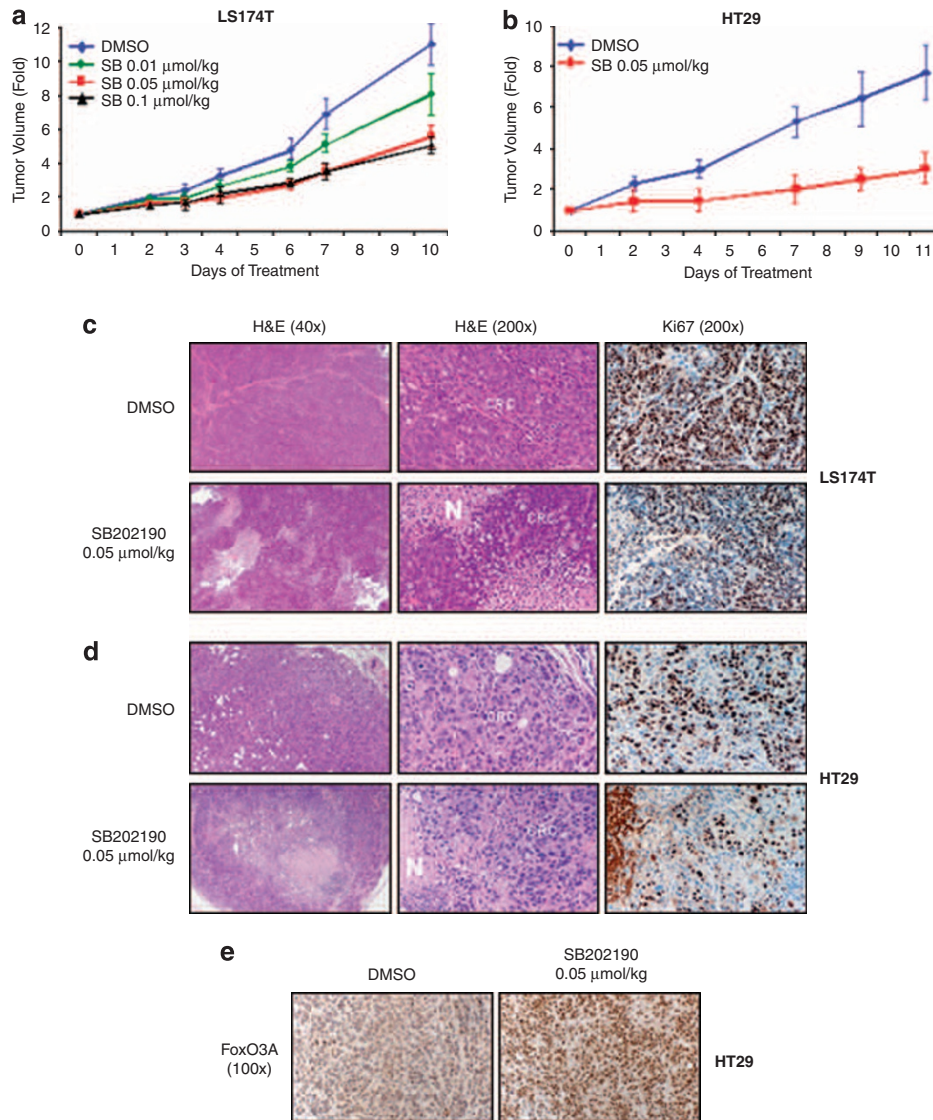 a
LS174T
DMSO
SB 0.01 μmol/kg
SB 0.05 μmol/kg
SB 0.1 μmol/kg
Tumor Volume (Fold)
12
10
8
6
4
2
0
0 1 2 3 4 5 6 7 8 9 10
Days of Treatment
b
HT29
DMSO
SB 0.05 μmol/kg
Tumor Volume (Fold)
10
8
6
4
2
0
0 1 2 3 4 5 6 7 8 9 10 11
Days of Treatment
c
H&E (40x) H&E (200x) Ki67 (200x)
DMSO
CRC
LS174T
SB202190
0.05 μmol/kg
N
CRC
d
DMSO
CRC
HT29
SB202190
0.05 μmol/kg
N
CRC
e
DMSO
SB202190
0.05 μmol/kg
FoxO3A
(100x)
HT29